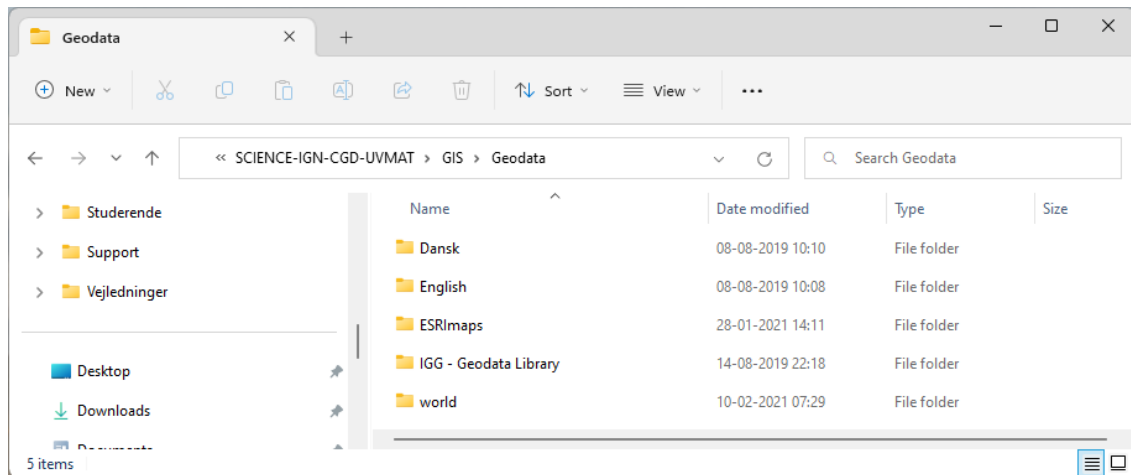 Geodata
New
Sort
View
« SCIENCE-IGN-CGD-UVMAT > GIS > Geodata
Search Geodata
Studerende
Support
Vejledninger
Desktop
Downloads
Name Date modified Type Size
Dansk 08-08-2019 10:10 File folder
English 08-08-2019 10:08 File folder
ESRImaps 28-01-2021 14:11 File folder
IGG - Geodata Library 14-08-2019 22:18 File folder
world 10-02-2021 07:29 File folder
5 items